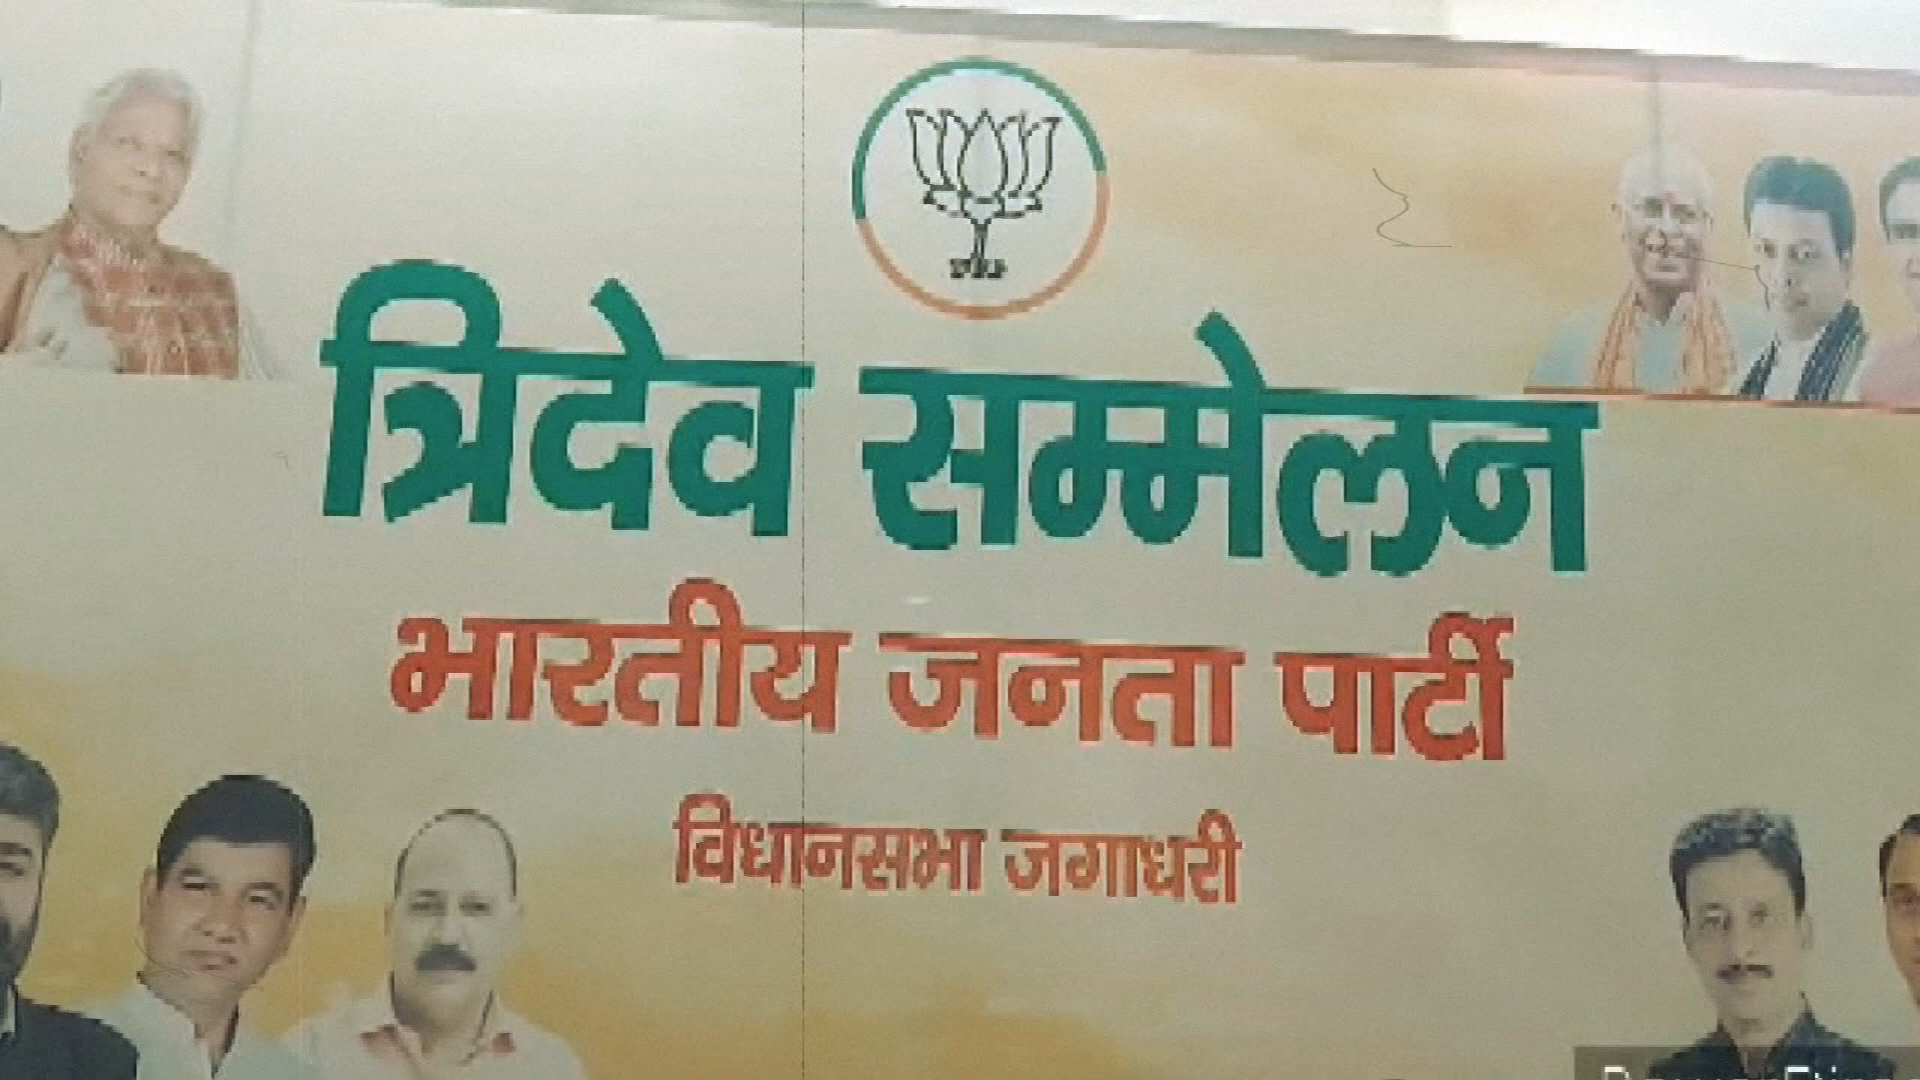 त्रिदेव सम्मेलन
भारतीय जनता पार्टी
विधानसभा जगाधरी